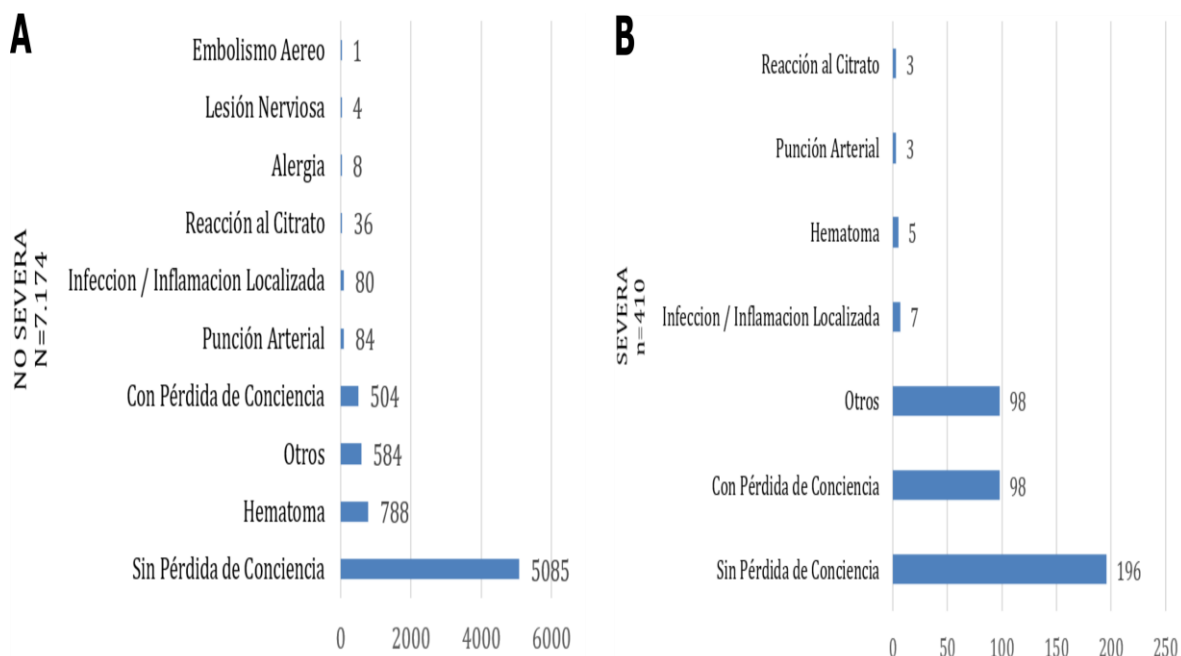 A
NO SEVERA
N=7.174
Embolismo Aereo 1
Lesión Nerviosa 4
Alergia 8
Reacción al Citrato 36
Infeccion / Inflamacion Localizada 80
Punción Arterial 84
Con Pérdida de Conciencia 504
Otros 584
Hematoma 788
Sin Pérdida de Conciencia 5085
0 2000 4000 6000
B
SEVERA
n=410
Reacción al Citrato 3
Punción Arterial 3
Hematoma 5
Infeccion / Inflamacion Localizada 7
Otros 98
Con Pérdida de Conciencia 98
Sin Pérdida de Conciencia 196
0 50 100 150 200 250